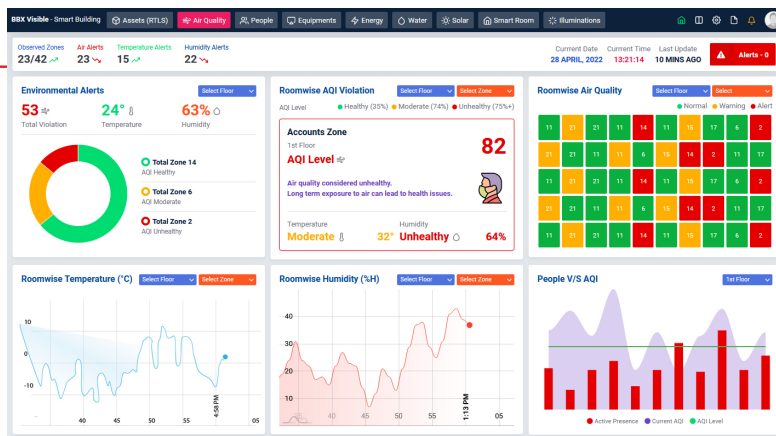 BBX Visible - Smart Building
Assets (RTLS)
Air Quality
People
Equipments
Energy
Water
Solar
Smart Room
Illuminations
Observed Zones
Air Alerts
Temperature Alerts
Humidity Alerts
23/42
23
15
22
Current Date
Current Time
Last Update
28 APRIL, 2022
13:21:14
10 MINS AGO
Alerts - 0
Environmental Alerts
Select Floor
53
24°
63%
Total Violation
Temperature
Humidity
Total Zone 14
AQI Healthy
Total Zone 6
AQI Moderate
Total Zone 2
AQI Unhealthy
Roomwise AQI Violation
Select Floor
Select Zone
AQI Level
Healthy (35%)
Moderate (74%)
Unhealthy (75%+)
Accounts Zone
1st Floor
AQI Level
82
Air quality considered unhealthy.
Long term exposure to air can lead to health issues.
Temperature
Humidity
Moderate
32°
Unhealthy
64%
Roomwise Air Quality
Select Floor
Select
Normal
Warning
Alert
11 21 21 11 14 11 15 17 6 2
21 11 21 11 6 15 14 2 11 17
11 21 21 11 14 11 15 17 6 2
21 21 11 11 6 15 14 2 11 17
11 21 21 11 14 11 15 17 6 2
Roomwise Temperature (°C)
Select Floor
Select Zone
10
0
-10
40 45 50 55 05
4:58 PM
Roomwise Humidity (%H)
Select Floor
Select Zone
40
30
20
10
45 50 55 05
1:13 PM
People V/S AQI
1st Floor
Active Presence
Current AQI
AQI Level